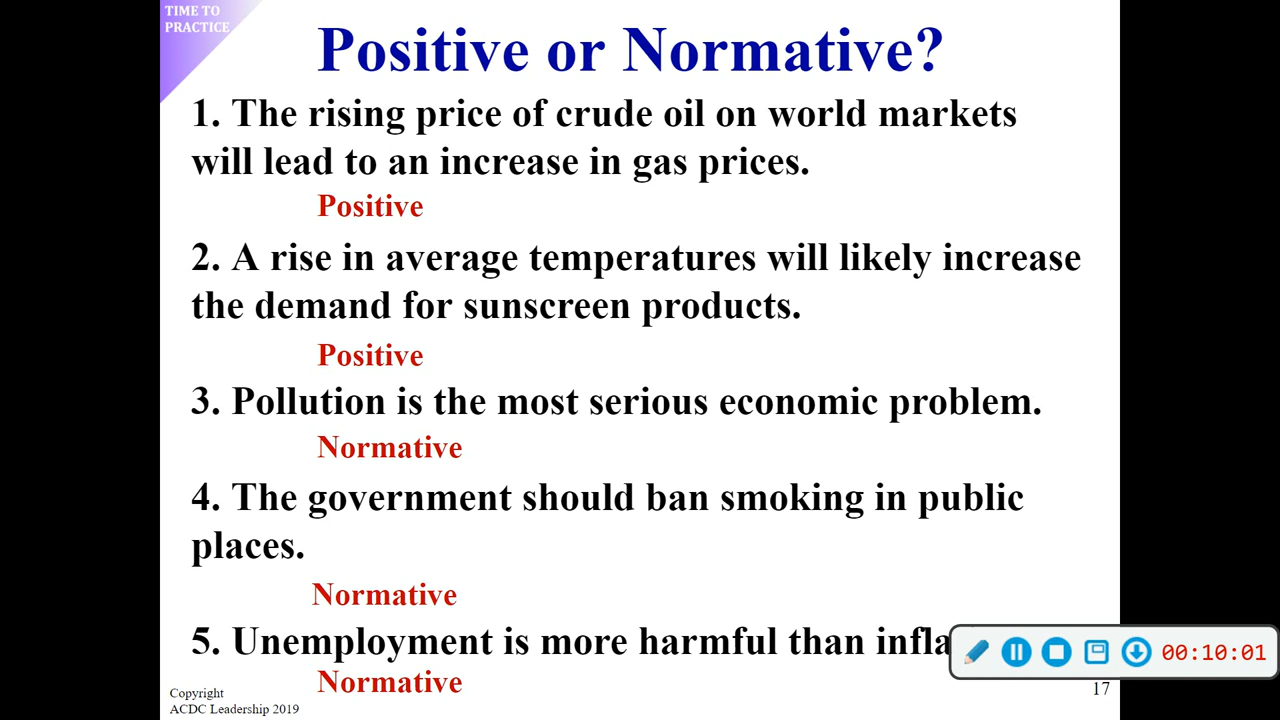 TIME TO
PRACTICE
Positive or Normative?
1. The rising price of crude oil on world markets
will lead to an increase in gas prices.
Positive
2. A rise in average temperatures will likely increase
the demand for sunscreen products.
Positive
3. Pollution is the most serious economic problem.
Normative
4. The government should ban smoking in public
places.
Normative
5. Unemployment is more harmful than
00:10:01
Normative
Copyright
ACDC Leadership 2019
17